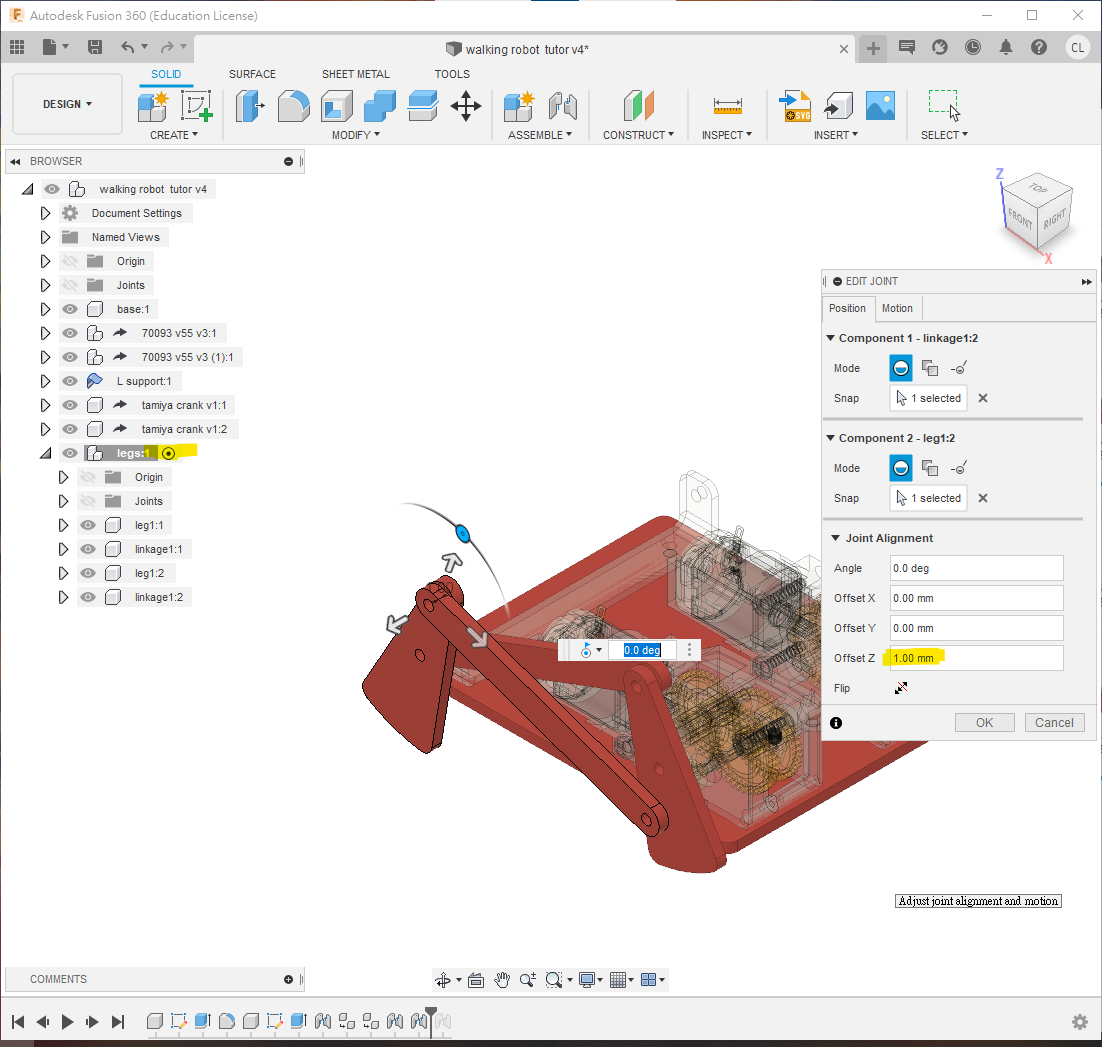 Autodesk Fusion 360 (Education License)
walking robot tutor v4*
CL
DESIGN
SOLID
SURFACE
SHEET METAL
TOOLS
CREATE
MODIFY
ASSEMBLE
CONSTRUCT
INSPECT
SVG
INSERT
SELECT
BROWSER
walking robot tutor v4
Document Settings
Named Views
Origin
Joints
base:1
70093 v55 v3:1
70093 v55 v3 (1):1
L support:1
tamiya crank v1:1
tamiya crank v1:2
legs:1
Origin
Joints
leg1:1
linkage1:1
leg1:2
linkage1:2
Z
TOP
FRONT
RIGHT
X
EDIT JOINT
Position
Motion
Component 1 - linkage1:2
Mode
Snap
1 selected
Component 2 - leg1:2
Mode
Snap
1 selected
Joint Alignment
Angle
0.0 deg
Offset X
0.00 mm
Offset Y
0.00 mm
Offset Z
1.00 mm
Flip
OK
Cancel
0.0 deg
Adjust joint alignment and motion
COMMENTS